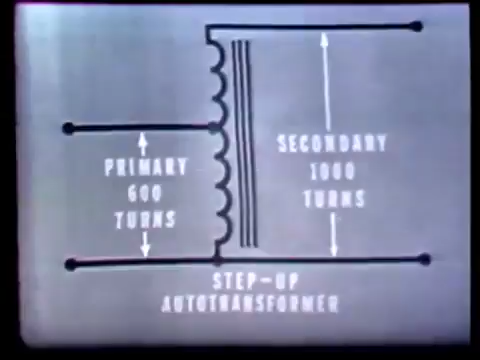 PRIMARY
600
TURNS
SECONDARY
1000
TURNS
STEP-UP
AUTOTRANSFORMER